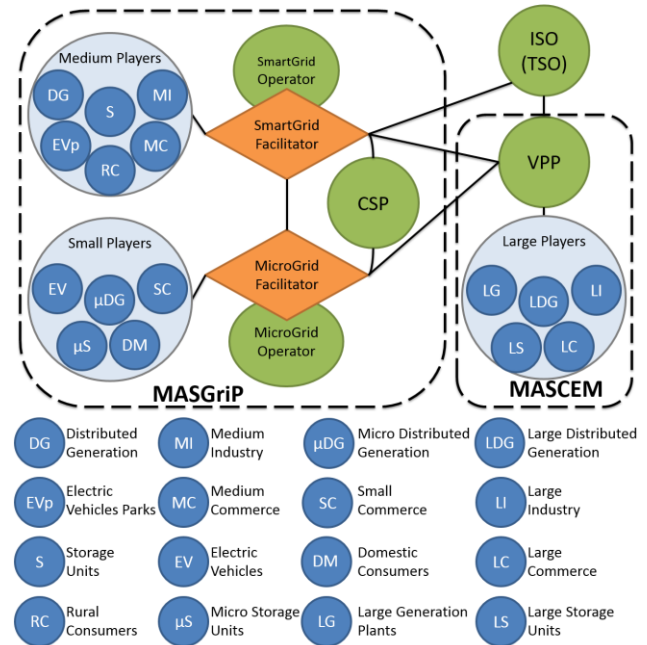 Medium Players
DG
S
MI
EVp
RC
MC
SmartGrid
Operator
SmartGrid
Facilitator
ISO
(TSO)
VPP
CSP
Small Players
EV
µDG
SC
µS
DM
MicroGrid
Facilitator
MicroGrid
Operator
Large Players
LG
LDG
LI
LS
LC
MASGriP
MASCEM
DG
Distributed
Generation
MI
Medium
Industry
µDG
Micro Distributed
Generation
LDG
Large Distributed
Generation
EVp
Electric
Vehicles Parks
MC
Medium
Commerce
SC
Small
Commerce
LI
Large
Industry
S
Storage
Units
EV
Electric
Vehicles
DM
Domestic
Consumers
LC
Large
Commerce
RC
Rural
Consumers
µS
Micro Storage
Units
LG
Large Generation
Plants
LS
Large Storage
Units